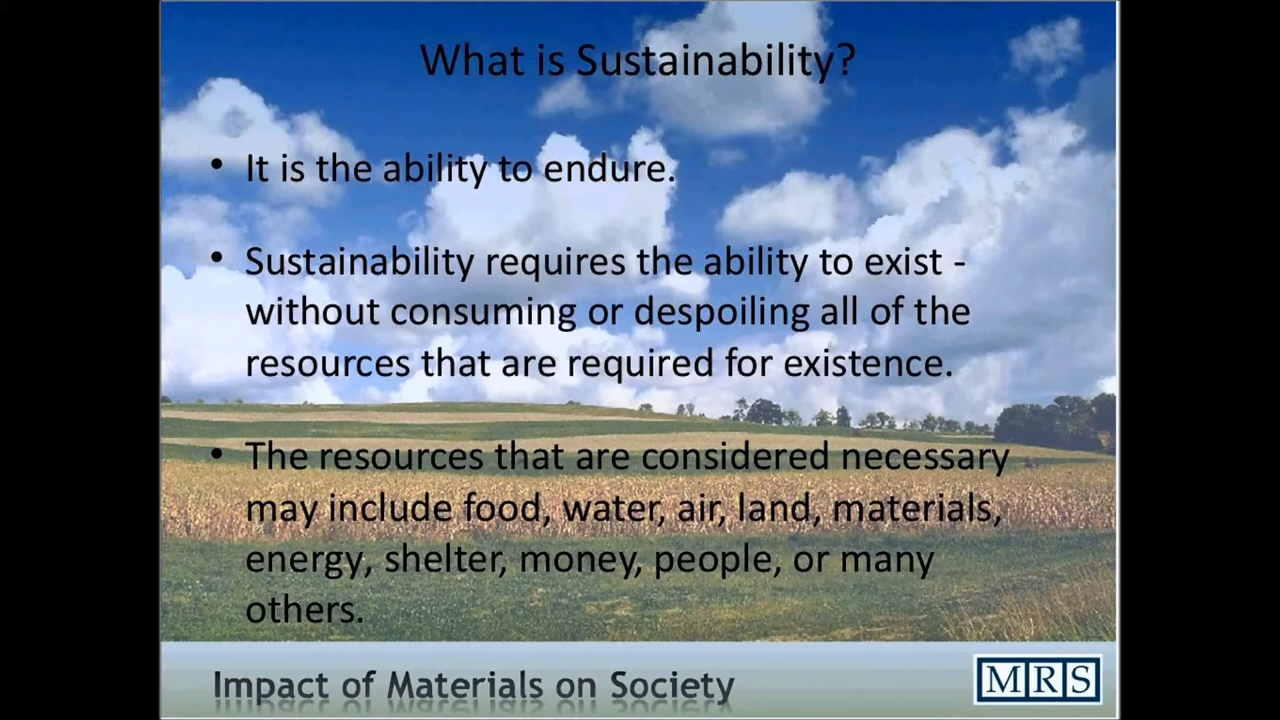 What is Sustainability?
• It is the ability to endure.
• Sustainability requires the ability to exist -
without consuming or despoiling all of the
resources that are required for existence.
• The resources that are considered necessary
may include food, water, air, land, materials,
energy, shelter, money, people, or many
others.
Impact of Materials on Society
MRS